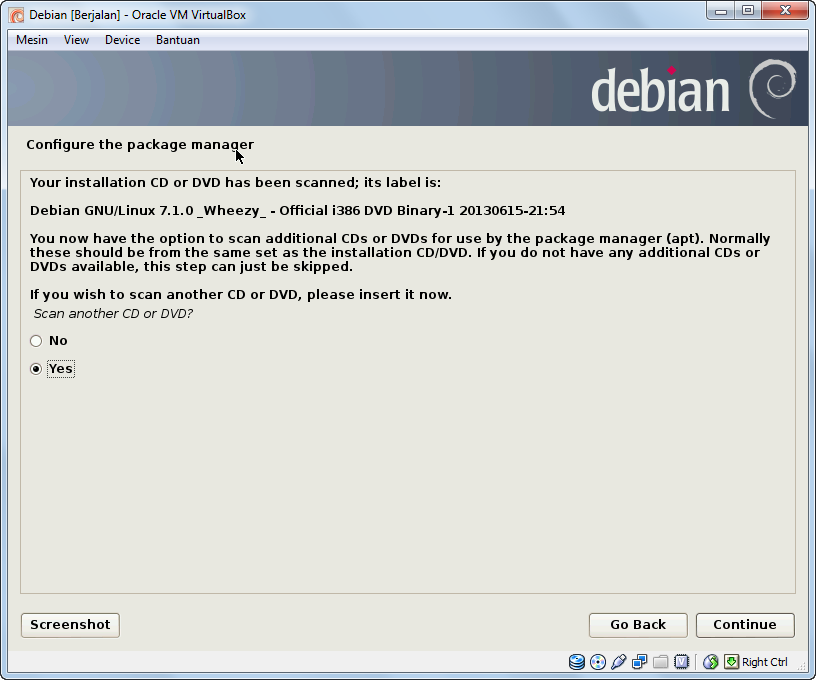 Debian [Berjalan] - Oracle VM VirtualBox
Mesin View Device Bantuan
debian
Configure the package manager
Your installation CD or DVD has been scanned; its label is:
Debian GNU/Linux 7.1.0 _Wheezy_ - Official i386 DVD Binary-1 20130615-21:54
You now have the option to scan additional CDs or DVDs for use by the package manager (apt). Normally
these should be from the same set as the installation CD/DVD. If you do not have any additional CDs or
DVDs available, this step can just be skipped.
If you wish to scan another CD or DVD, please insert it now.
Scan another CD or DVD?
No
Yes
Screenshot Go Back Continue
Right Ctrl